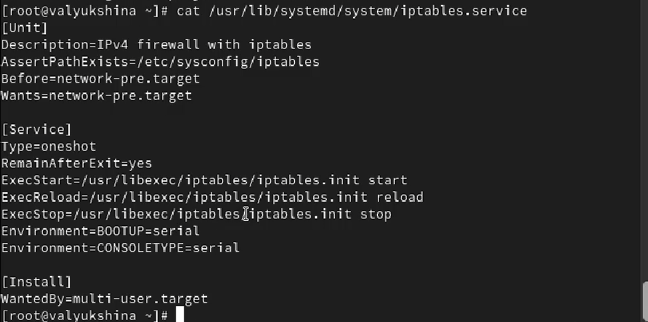 [root@valyukshina ~]# cat /usr/lib/systemd/system/iptables.service
[Unit]
Description=IPv4 firewall with iptables
AssertPathExists=/etc/sysconfig/iptables
Before=network-pre.target
Wants=network-pre.target
[Service]
Type=oneshot
RemainAfterExit=yes
ExecStart=/usr/libexec/iptables/iptables.init start
ExecReload=/usr/libexec/iptables/iptables.init reload
ExecStop=/usr/libexec/iptables/iptables.init stop
Environment=BOOTUP=serial
Environment=CONSOLETYPE=serial
[Install]
WantedBy=multi-user.target
[root@valyukshina ~]#